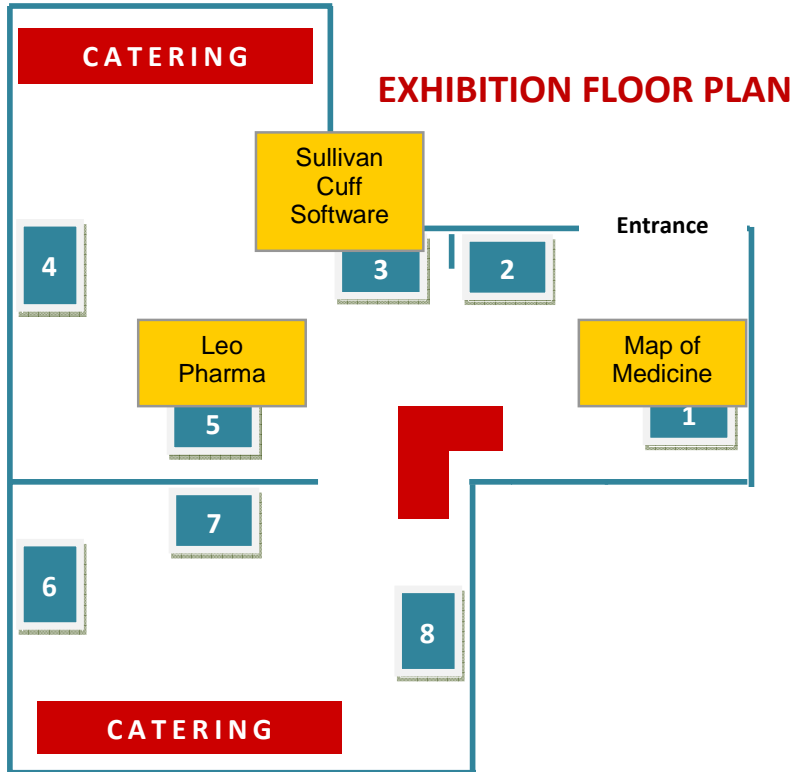 CATERING
EXHIBITION FLOOR PLAN
Sullivan
Cuff
Software
Entrance
4
3
2
Leo
Pharma
Map of
Medicine
5
1
7
6
8
CATERING